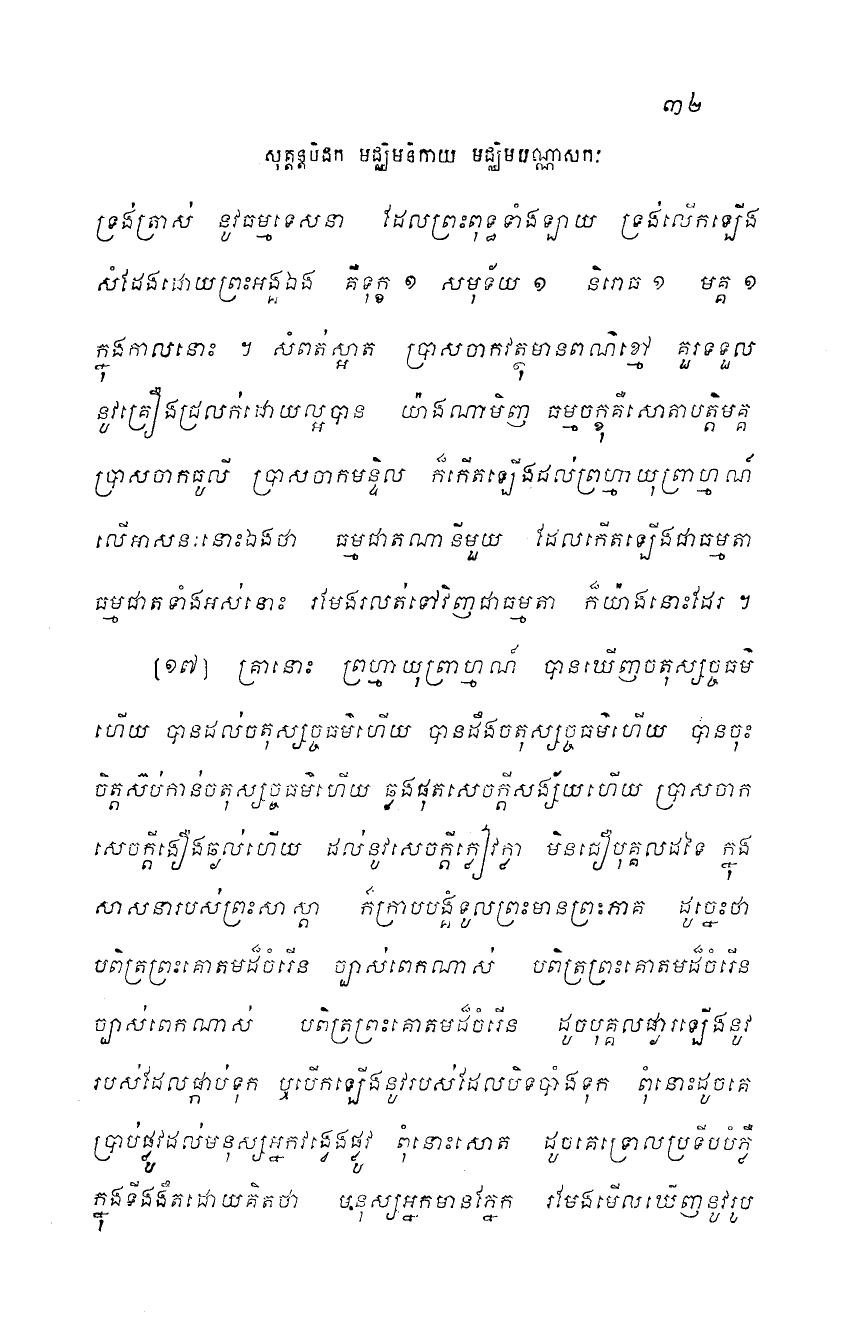 ៣២
សុត្តន្តបិដក មជ្ឈិមនិកាយ មជ្ឈិមបណ្ណាសកៈ
ទ្រង់ត្រាស់ នូវធម្មទេសនា ដែលព្រះពុទ្ធទាំងឡាយ ទ្រង់លើកឡើង
សំដែងដោយព្រះអង្គឯង គឺទុក្ខ ១ សមុទ័យ ១ និរោធ ១ មគ្គ ១
ក្នុងកាលនោះ ។ សំពត់ស្អាត ប្រាសចាកវត្ថុមានពណ៌ខ្មៅ គួរទទួល
នូវគ្រឿងជ្រលក់ដោយល្អបាន យ៉ាងណាមិញ ធម្មចក្ខុគឺសោតាបត្តិមគ្គ
ប្រាសចាកធូលី ប្រាសចាកមន្ទិល ក៏កើតឡើងដល់ព្រហ្មាយុព្រាហ្មណ៍
លើអាសនៈនោះឯងថា ធម្មជាតណានីមួយ ដែលកើតឡើងជាធម្មតា
ធម្មជាតទាំងអស់នោះ រមែងរលត់ទៅវិញជាធម្មតា ក៏យ៉ាងនោះដែរ ។
[១៧] គ្រានោះ ព្រហ្មាយុព្រាហ្មណ៍ បានឃើញចតុស្សច្ចធម៌
ហើយ បានដល់ចតុស្សច្ចធម៌ហើយ បានដឹងចតុស្សច្ចធម៌ហើយ បានចុះ
ចិត្តស៊ប់កាន់ចតុស្សច្ចធម៌ហើយ ឆ្លងផុតសេចក្តីសង្ស័យហើយ ប្រាសចាក
សេចក្តីងឿងឆ្ងល់ហើយ ដល់នូវសេចក្តីក្លៀវក្លា មិនជឿបុគ្គលដទៃ ក្នុង
សាសនារបស់ព្រះសាស្តា ក៏ក្រាបបង្គំទូលព្រះមានព្រះភាគ ដូច្នេះថា
បពិត្រព្រះគោតមដ៏ចំរើន ច្បាស់ពេកណាស់ បពិត្រព្រះគោតមដ៏ចំរើន
ច្បាស់ពេកណាស់ បពិត្រព្រះគោតមដ៏ចំរើន ដូចបុគ្គលផ្ងារឡើងនូវ
របស់ដែលផ្កាប់ទុក ឬបើកឡើងនូវរបស់ដែលបិទបាំងទុក ពុំនោះដូចគេ
ប្រាប់ផ្លូវដល់មនុស្សអ្នកវង្វេងផ្លូវ ពុំនោះសោត ដូចគេទ្រោលប្រទីបបំភ្លឺ
ក្នុងទីងងឹតដោយគិតថា មនុស្សអ្នកមានភ្នែក រមែងមើលឃើញនូវរូប